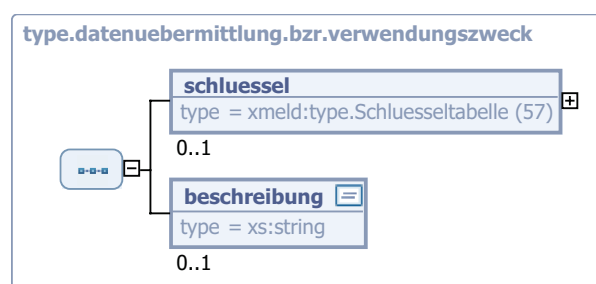 type.datenuebermittlung.bzr.verwendungszweck
schluessel
type = xmeld:type.Schluesseltabelle (57)
0..1
beschreibung
type = xs:string
0..1